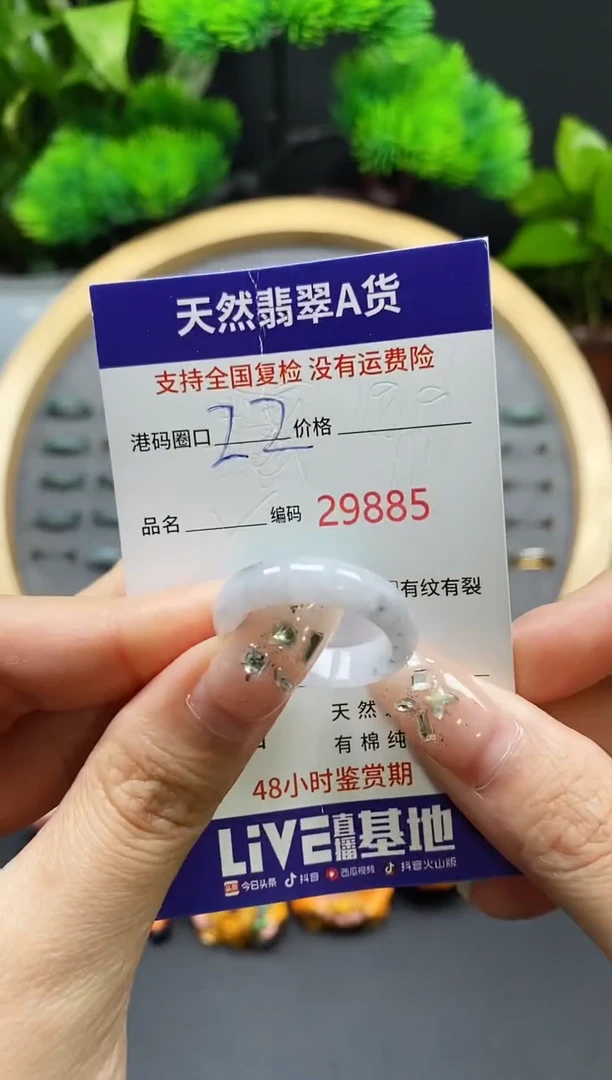 天然翡翠A货
支持全国复检 没有运费险
港码圈口 22 价格
品名 编码 29885
有纹有裂
天然
有棉纯
48小时鉴赏期
LiVE直播基地
头条 今日头条 抖音 西瓜视频 抖音火山版